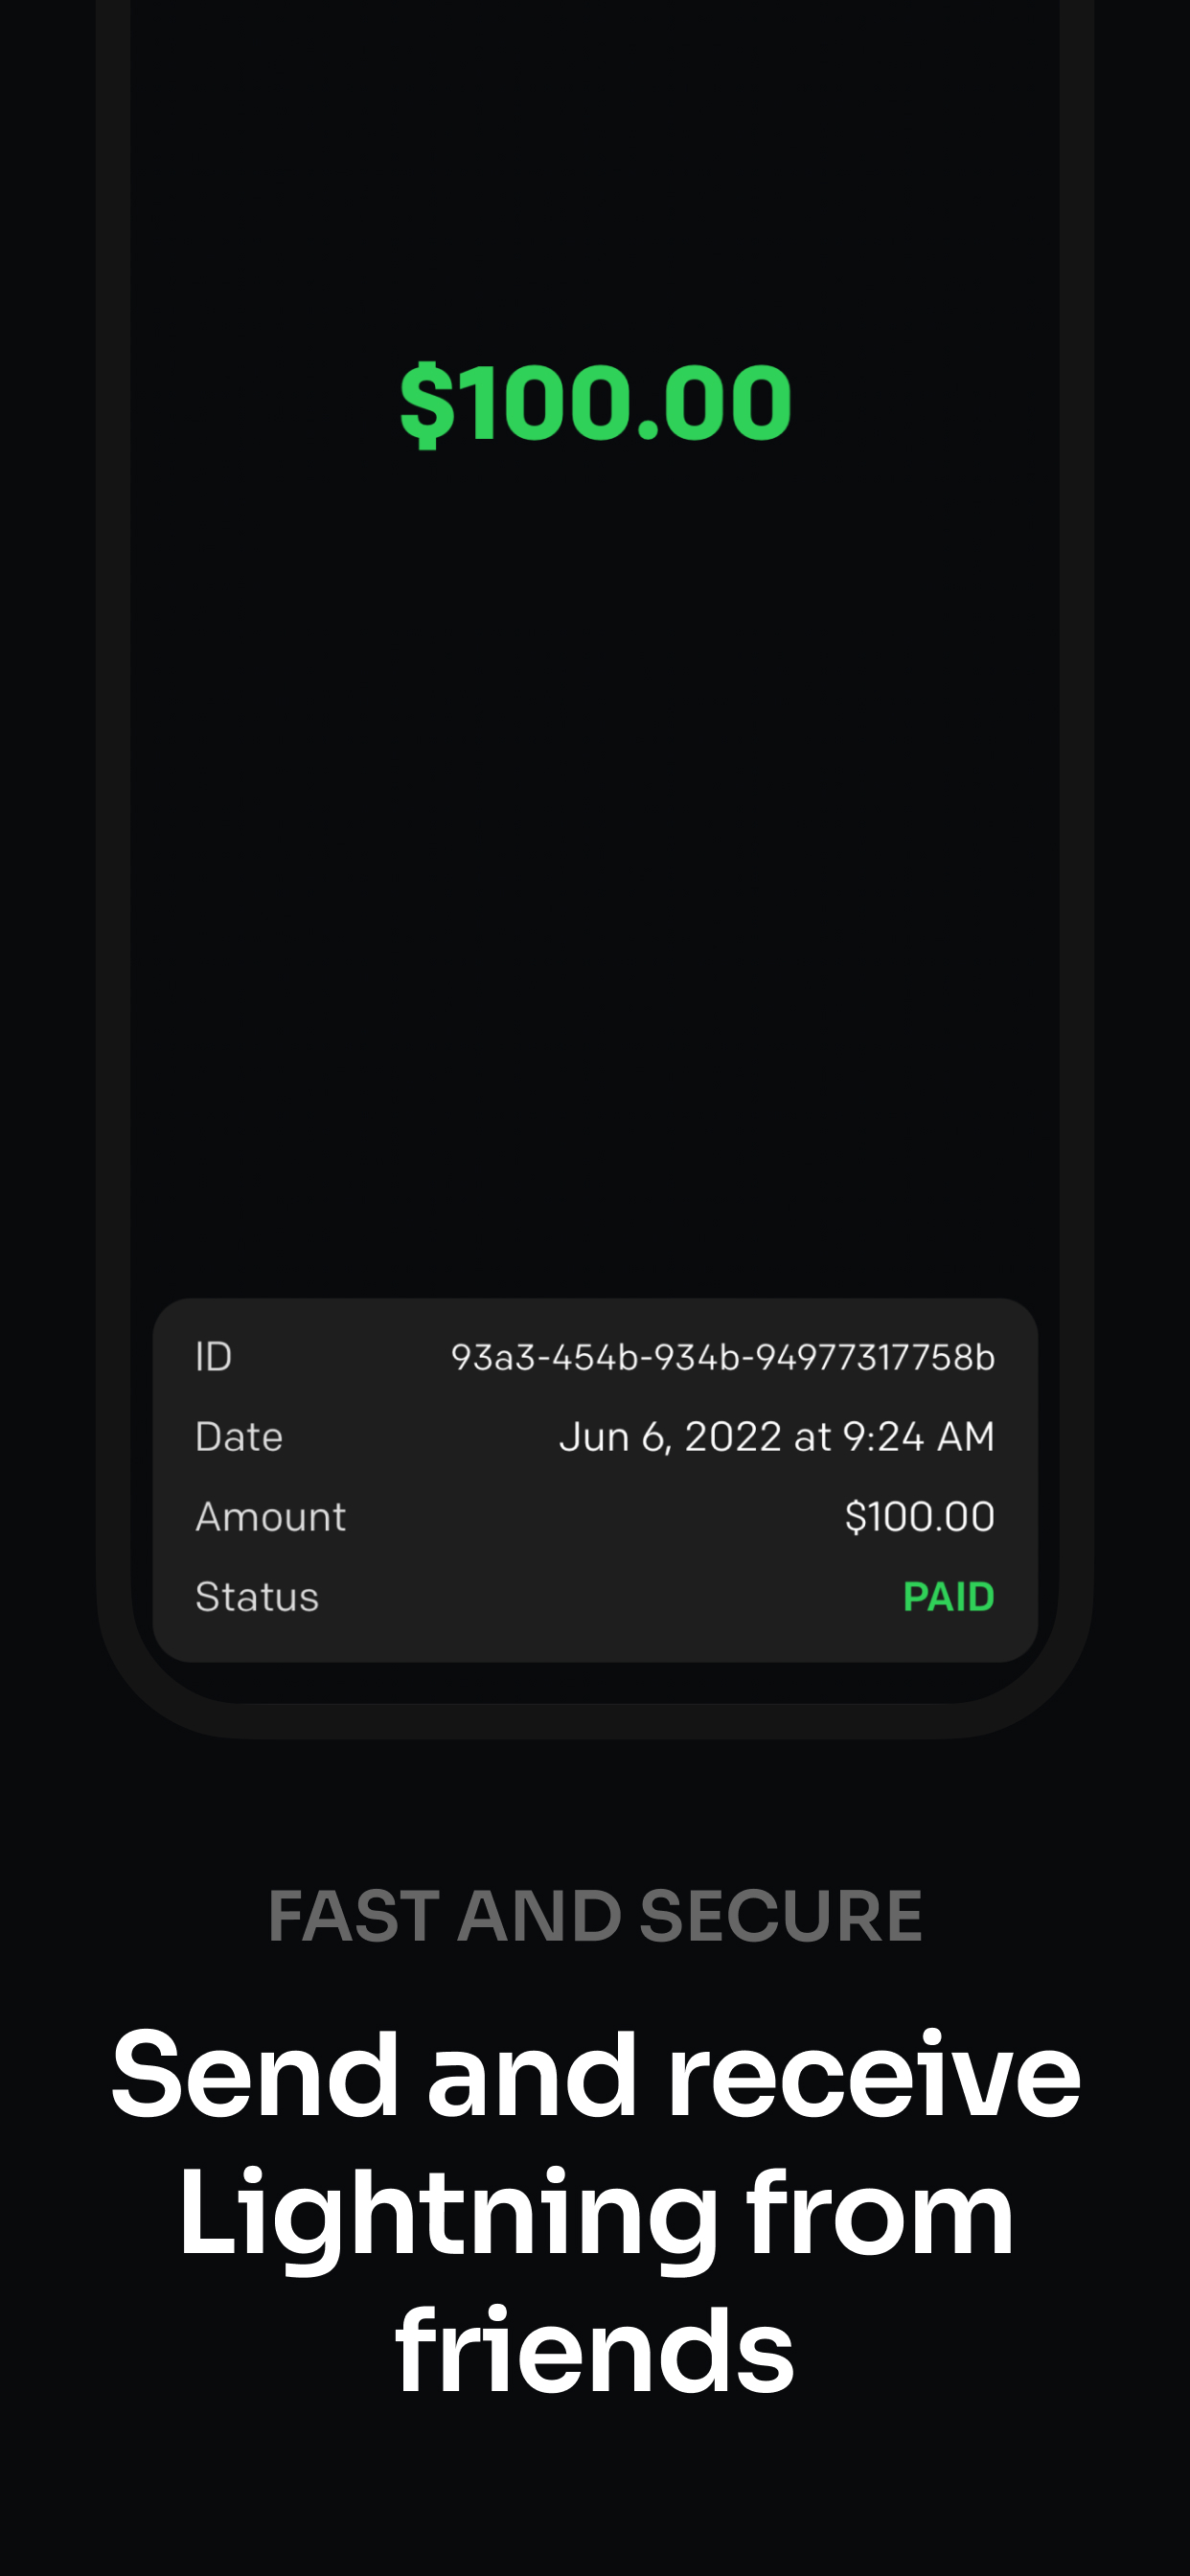 $100.00
ID 93a3-454b-934b-94977317758b
Date Jun 6, 2022 at 9:24 AM
Amount $100.00
Status PAID
FAST AND SECURE
Send and receive
Lightning from
friends